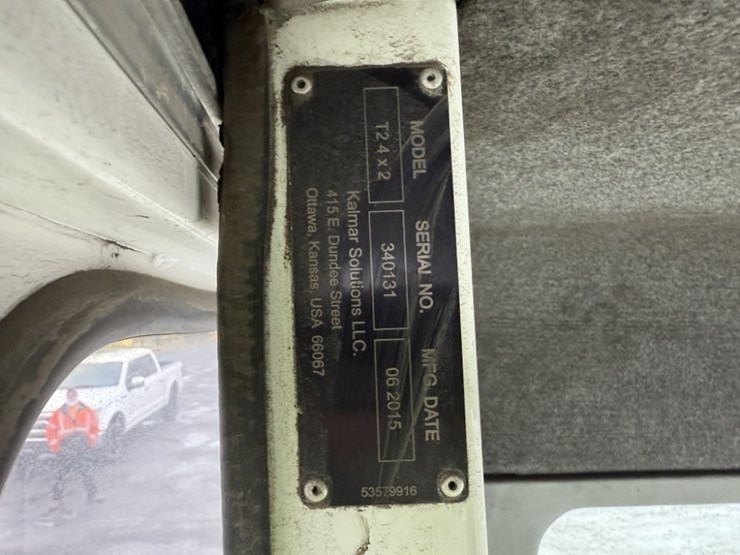 MODEL SERIAL NO. MFG DATE
T2 4 x 2 340131 06 2015
Kalmar Solutions LLC.
415 E. Dundee Street
Ottawa, Kansas, USA 66067
53579916